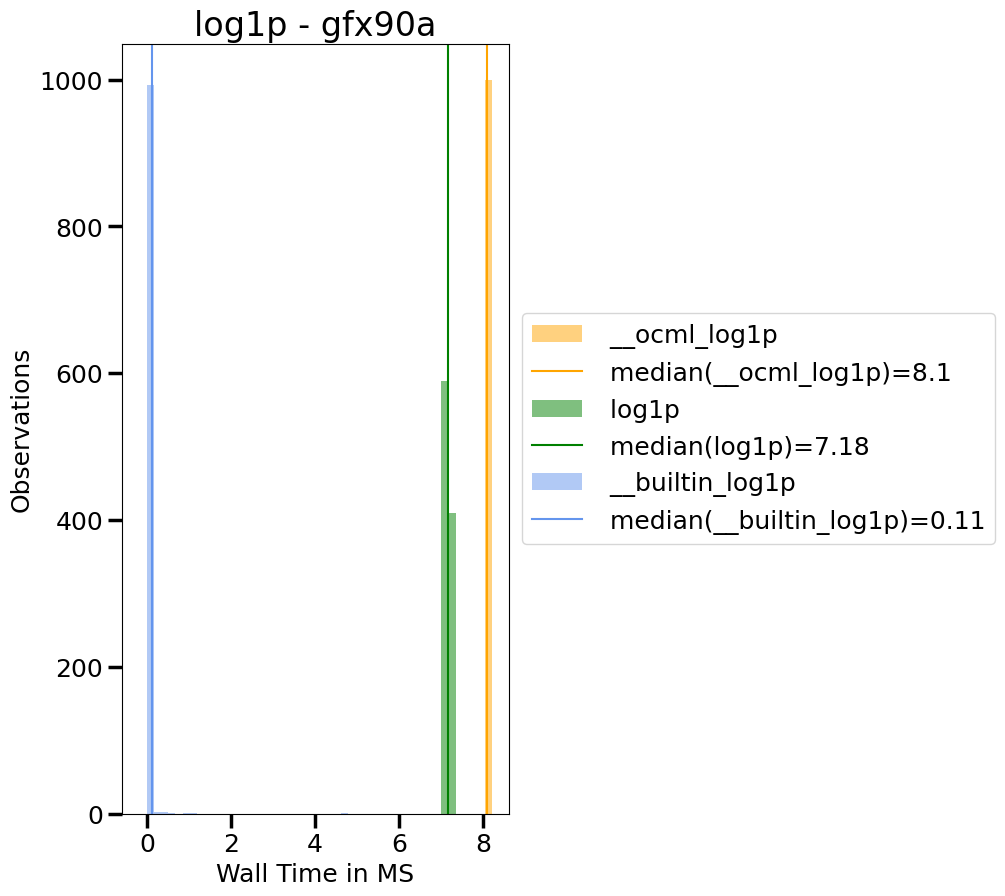 log1p - gfx90a
1000
800
600
400
200
0
Observations
0 2 4 6 8
Wall Time in MS
__ocml_log1p
median(__ocml_log1p)=8.1
log1p
median(log1p)=7.18
__builtin_log1p
median(__builtin_log1p)=0.11